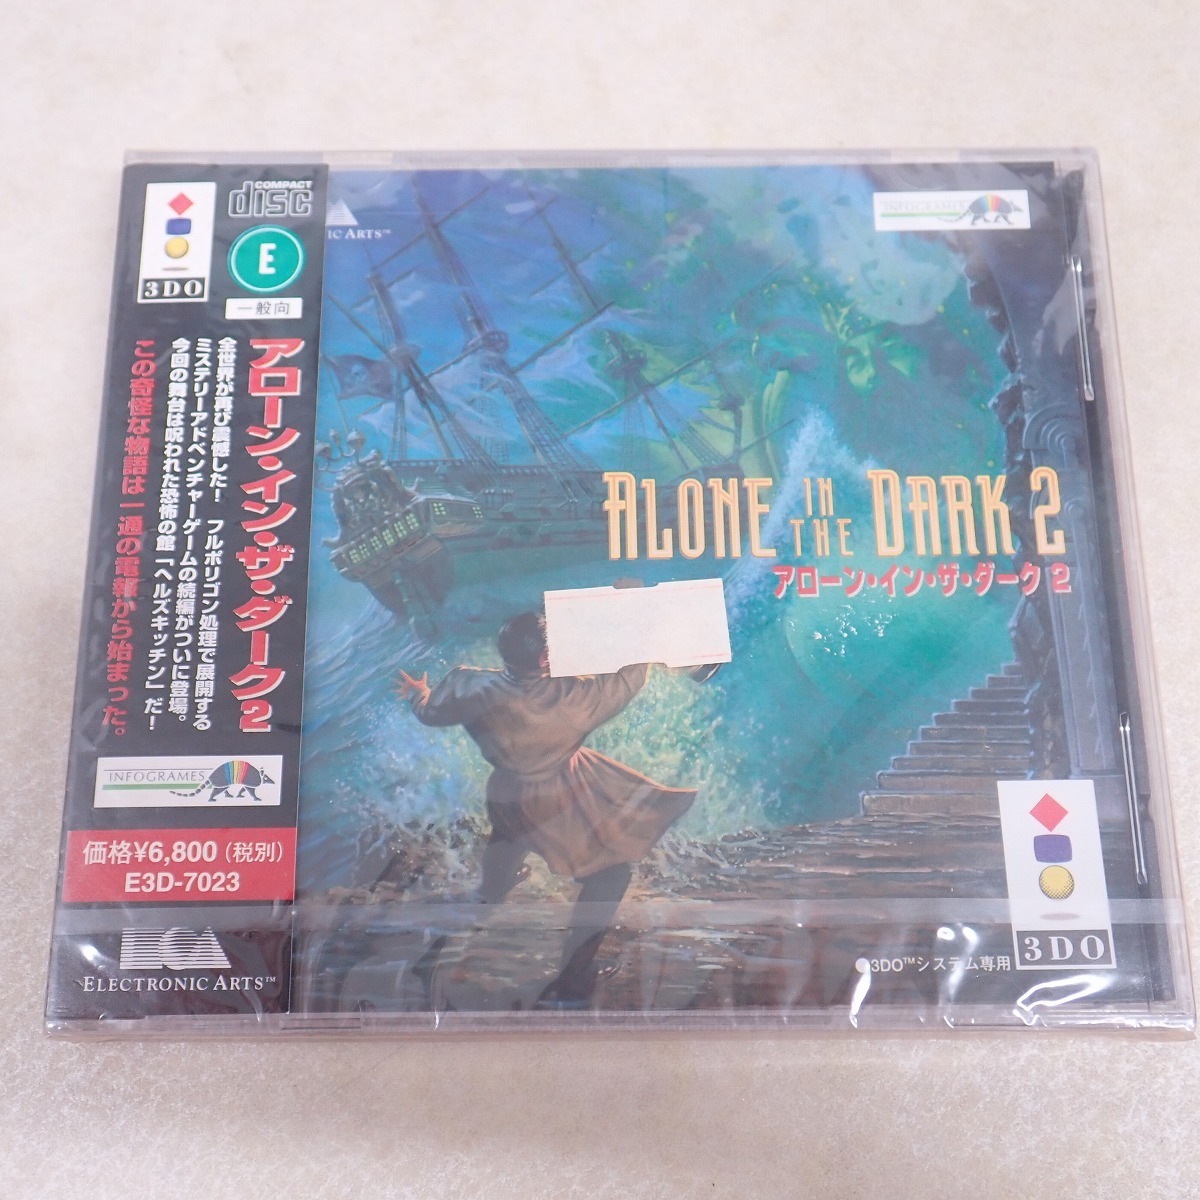 3DO
COMPACT
disc
E
一般向
アローン・イン・ザ・ダーク2
全世界が再び震撼した！ フルポリゴン処理で展開する
ミステリーアドベンチャーゲームの続編がついに登場。
今回の舞台は呪われた恐怖の館「ヘルズキッチン」だ！
この奇怪な物語は一通の電報から始まった。
INFOGRAMES
価格¥6,800（税別）
E3D-7023
ELECTRONIC ARTS™
IC ARTS™
INFOGRAMES
ALONE IN THE DARK 2
アローン・イン・ザ・ダーク 2
●3DO™システム専用
3DO